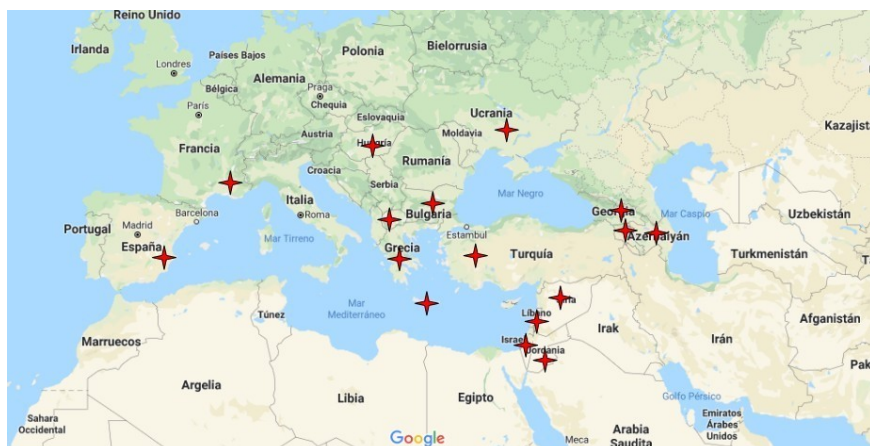 Reino Unido
Irlanda
Londres
Países Bajos
Bélgica
Alemania
Polonia
Bielorrusia
Praga
Chequia
Eslovaquia
París
Francia
Austria
Hungría
Moldavia
Ucrania
Kazajistá
Croacia
Rumanía
Serbia
Italia
Roma
Barcelona
Portugal
Madrid
España
Mar Tirreno
Bulgaria
Mar Negro
Estambul
Grecia
Turquía
Georgia
Mar Caspio
Azerbaiyán
Uzbekistán
Turkmenistán
Mar
Mediterráneo
Túnez
Marruecos
Argelia
Libia
Egipto
Líbano
Irak
Irán
Afganistán
Pak
Sahara
Occidental
Golfo Pérsico
Emiratos
Árabes
Unidos
Arabia
Saudita
Meca
Google